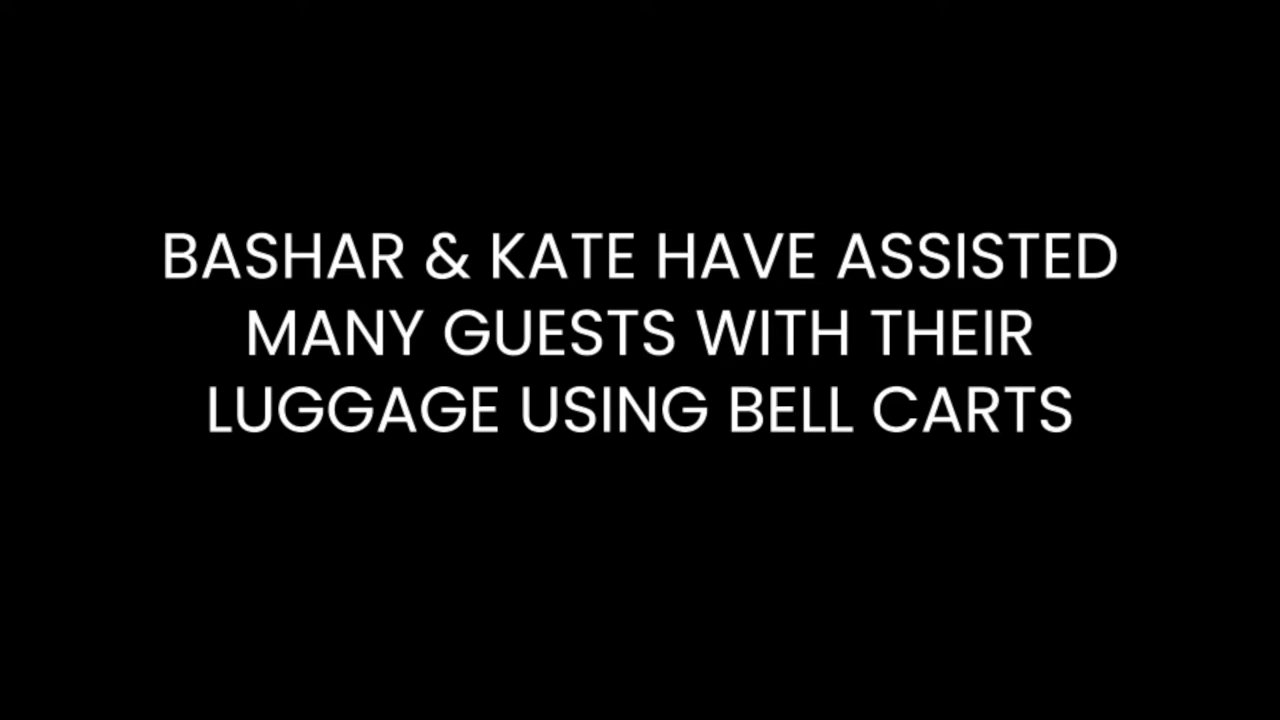 BASHAR & KATE HAVE ASSISTED
MANY GUESTS WITH THEIR
LUGGAGE USING BELL CARTS